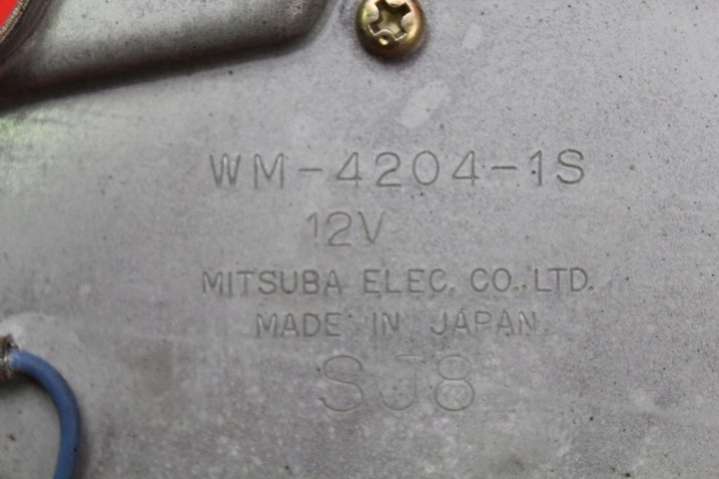 WM-4204-1S
12V
MITSUBA ELEC. CO., LTD.
MADE IN JAPAN
SJ8